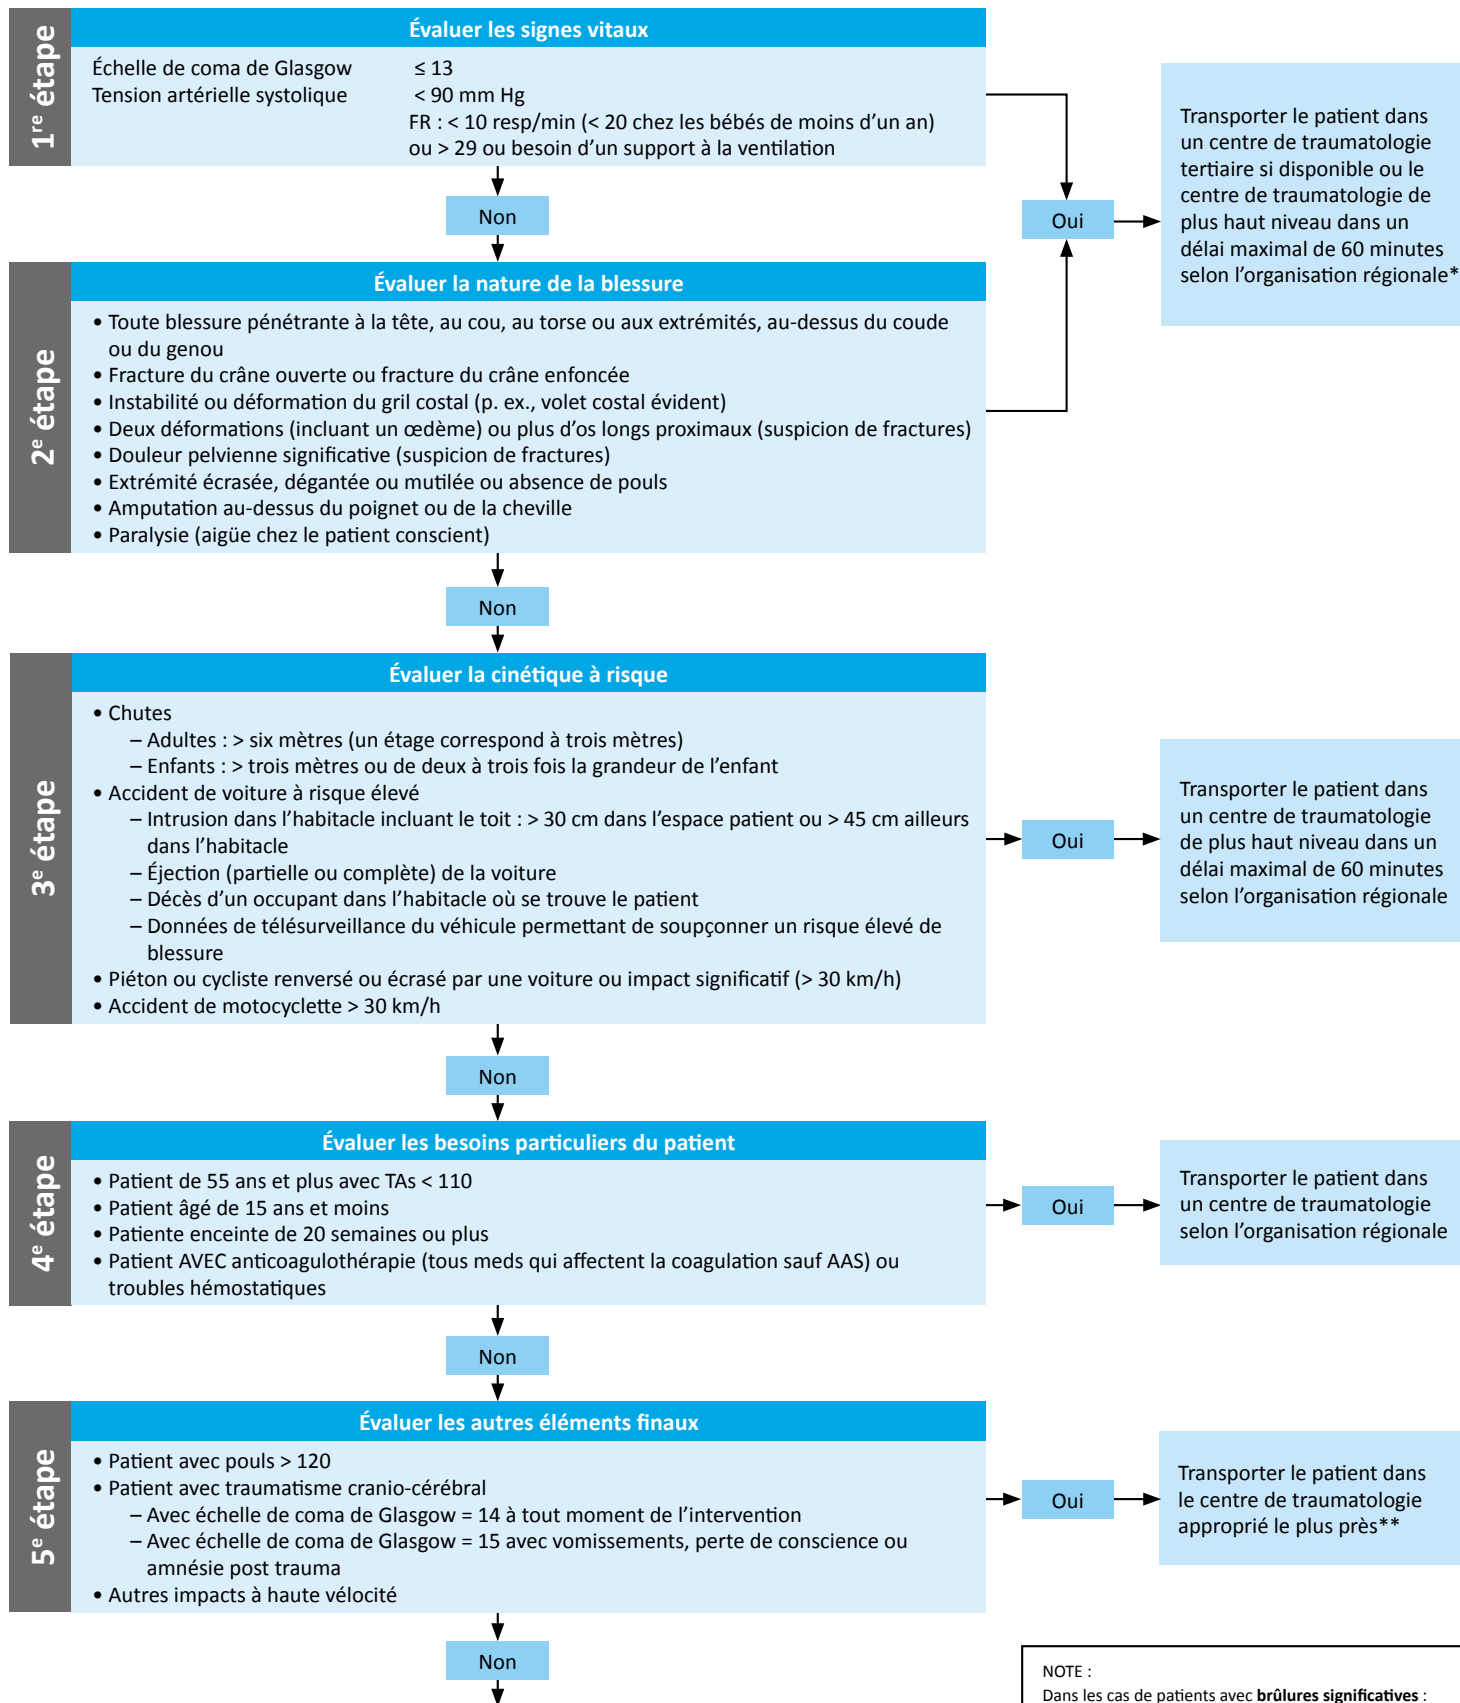 1re étape
Évaluer les signes vitaux
Échelle de coma de Glasgow ≤ 13
Tension artérielle systolique < 90 mm Hg
FR : < 10 resp/min (< 20 chez les bébés de moins d’un an)
ou > 29 ou besoin d’un support à la ventilation
Non
Oui
Transporter le patient dans
un centre de traumatologie
tertiaire si disponible ou le
centre de traumatologie de
plus haut niveau dans un
délai maximal de 60 minutes
selon l’organisation régionale*
2e étape
Évaluer la nature de la blessure
• Toute blessure pénétrante à la tête, au cou, au torse ou aux extrémités, au-dessus du coude
ou du genou
• Fracture du crâne ouverte ou fracture du crâne enfoncée
• Instabilité ou déformation du gril costal (p. ex., volet costal évident)
• Deux déformations (incluant un œdème) ou plus d’os longs proximaux (suspicion de fractures)
• Douleur pelvienne significative (suspicion de fractures)
• Extrémité écrasée, dégantée ou mutilée ou absence de pouls
• Amputation au-dessus du poignet ou de la cheville
• Paralysie (aigüe chez le patient conscient)
Non
3e étape
Évaluer la cinétique à risque
• Chutes
– Adultes : > six mètres (un étage correspond à trois mètres)
– Enfants : > trois mètres ou de deux à trois fois la grandeur de l’enfant
• Accident de voiture à risque élevé
– Intrusion dans l’habitacle incluant le toit : > 30 cm dans l’espace patient ou > 45 cm ailleurs
dans l’habitacle
– Éjection (partielle ou complète) de la voiture
– Décès d’un occupant dans l’habitacle où se trouve le patient
– Données de télésurveillance du véhicule permettant de soupçonner un risque élevé de
blessure
• Piéton ou cycliste renversé ou écrasé par une voiture ou impact significatif (> 30 km/h)
• Accident de motocyclette > 30 km/h
Oui
Transporter le patient dans
un centre de traumatologie
de plus haut niveau dans un
délai maximal de 60 minutes
selon l’organisation régionale
Non
4e étape
Évaluer les besoins particuliers du patient
• Patient de 55 ans et plus avec TAs < 110
• Patient âgé de 15 ans et moins
• Patiente enceinte de 20 semaines ou plus
• Patient AVEC anticoagulothérapie (tous meds qui affectent la coagulation sauf AAS) ou
troubles hémostatiques
Oui
Transporter le patient dans
un centre de traumatologie
selon l’organisation régionale
Non
5e étape
Évaluer les autres éléments finaux
• Patient avec pouls > 120
• Patient avec traumatisme cranio-cérébral
– Avec échelle de coma de Glasgow = 14 à tout moment de l’intervention
– Avec échelle de coma de Glasgow = 15 avec vomissements, perte de conscience ou
amnésie post trauma
• Autres impacts à haute vélocité
Oui
Transporter le patient dans
le centre de traumatologie
approprié le plus près**
Non
NOTE :
Dans les cas de patients avec brûlures significatives :